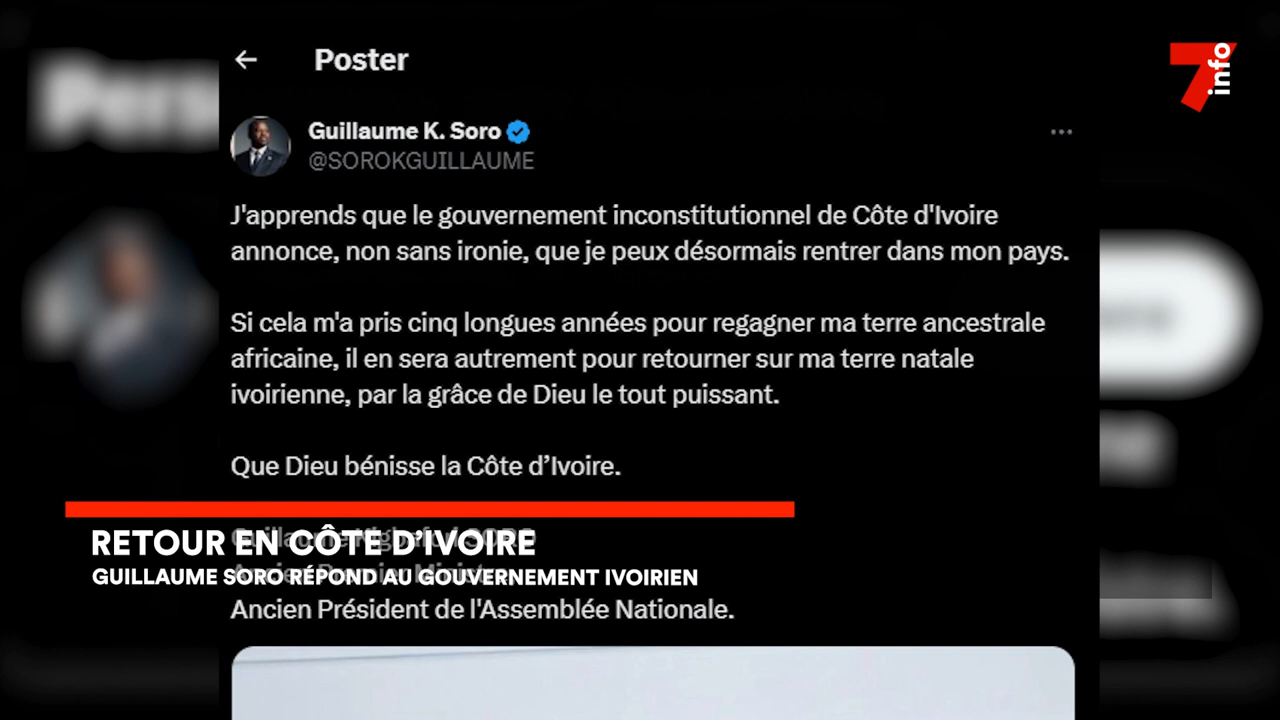 Poster
7info
Guillaume K. Soro
@SOROKGUILLAUME
J'apprends que le gouvernement inconstitutionnel de Côte d'Ivoire
annonce, non sans ironie, que je peux désormais rentrer dans mon pays.
Si cela m'a pris cinq longues années pour regagner ma terre ancestrale
africaine, il en sera autrement pour retourner sur ma terre natale
ivoirienne, par la grâce de Dieu le tout puissant.
Que Dieu bénisse la Côte d’Ivoire.
RETOUR EN CÔTE D’IVOIRE
GUILLAUME SORO RÉPOND AU GOUVERNEMENT IVOIRIEN
Ancien Président de l'Assemblée Nationale.